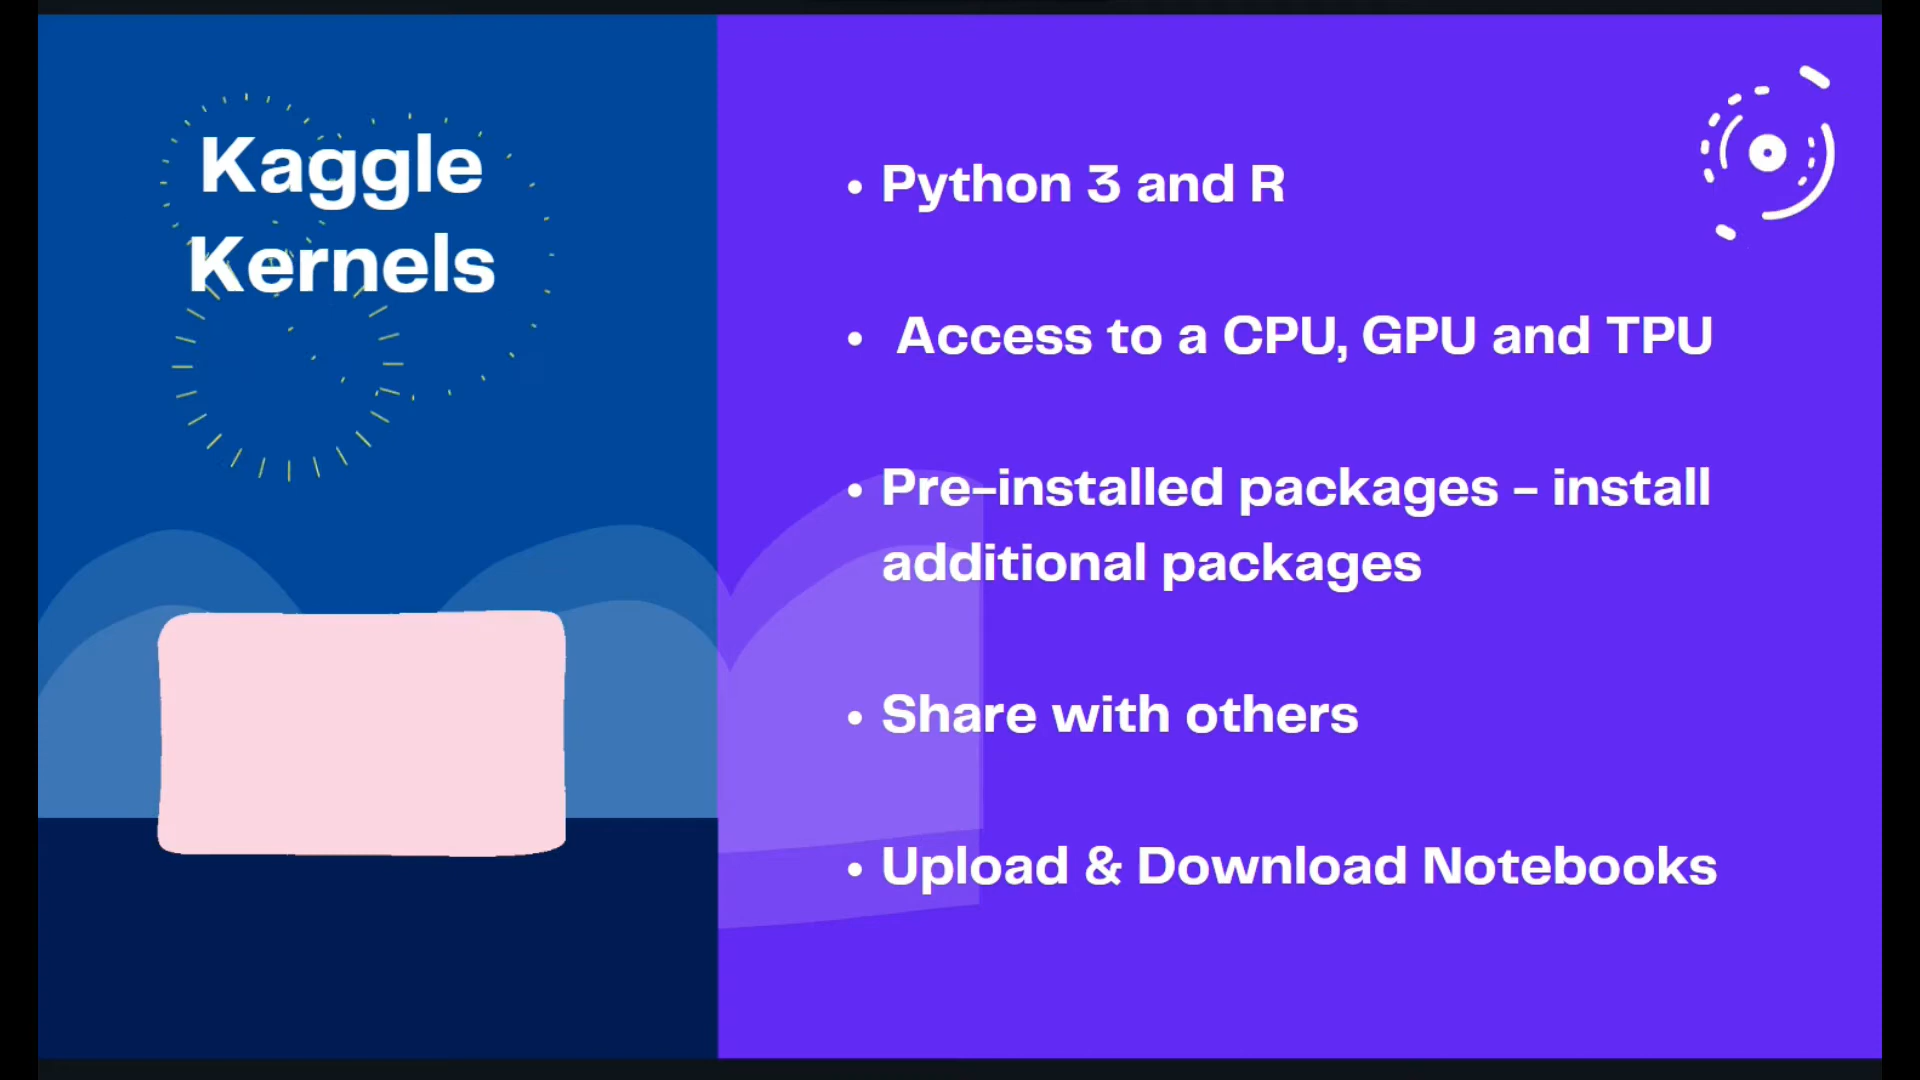 Kaggle
Kernels
• Python 3 and R
• Access to a CPU, GPU and TPU
• Pre-installed packages - install
additional packages
• Share with others
• Upload & Download Notebooks